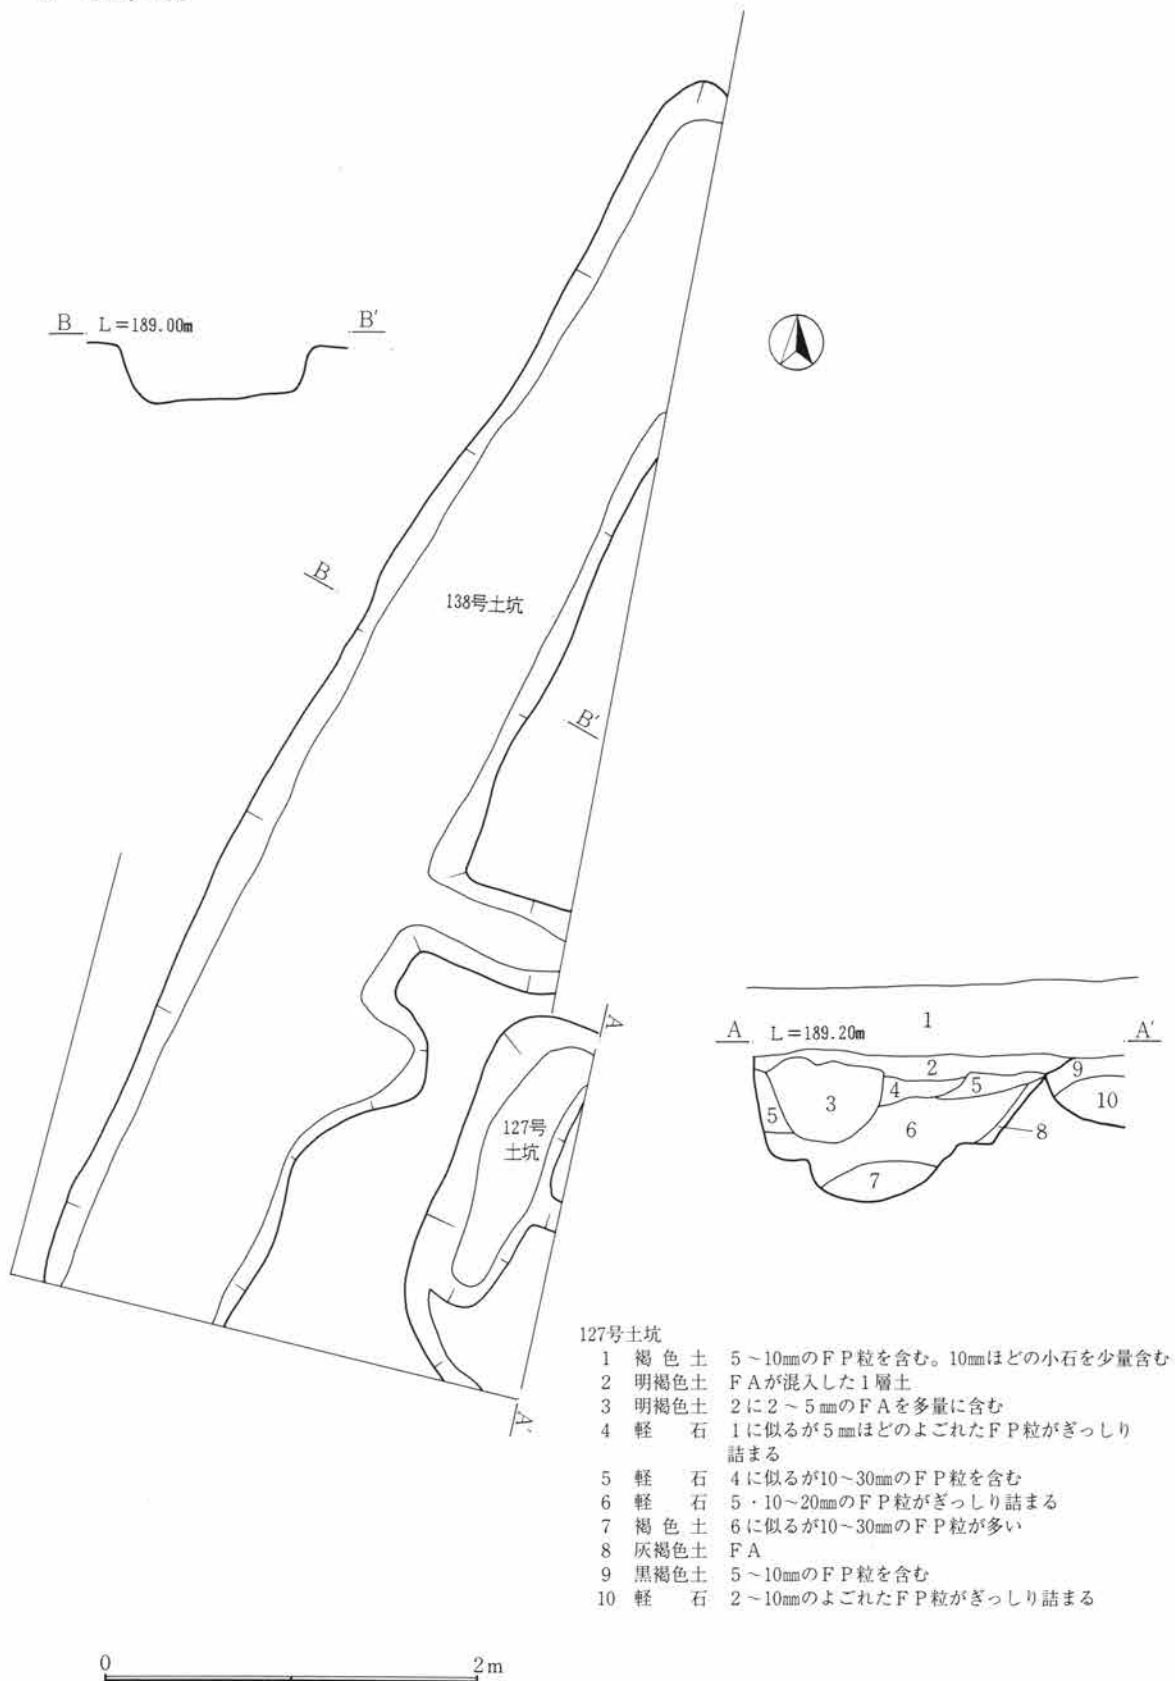 B L＝189.00m B′
B
138号土坑
B′
A
A L＝189.20m A′
1
2
9
4
5
3
10
5
6
8
7
127号
土坑
A′
127号土坑
1 褐色土 5~10㎜のＦＰ粒を含む。10㎜ほどの小石を少量含む
2 明褐色土 ＦＡが混入した１層土
3 明褐色土 ２に２~５㎜のＦＡを多量に含む
4 軽石 １に似るが５㎜ほどのよごれたＦＰ粒がぎっしり
詰まる
5 軽石 ４に似るが10~30㎜のＦＰ粒を含む
6 軽石 ５・10~20㎜のＦＰ粒がぎっしり詰まる
7 褐色土 ６に似るが10~30㎜のＦＰ粒が多い
8 灰褐色土 ＦＡ
9 黒褐色土 ５~10㎜のＦＰ粒を含む
10 軽石 ２~10㎜のよごれたＦＰ粒がぎっしり詰まる
0 2m